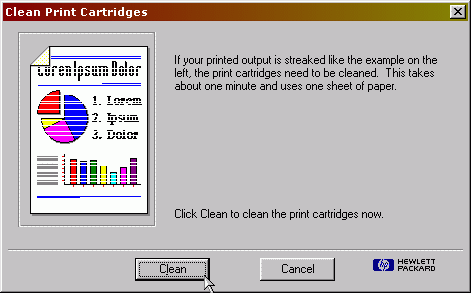 Clean Print Cartridges
Loren Ipsum Dolor
1. Lorem
2. Ipsum
3. Dolor
If your printed output is streaked like the example on the
left, the print cartridges need to be cleaned. This takes
about one minute and uses one sheet of paper.
Click Clean to clean the print cartridges now.
Clean
Cancel
hp
HEWLETT
PACKARD